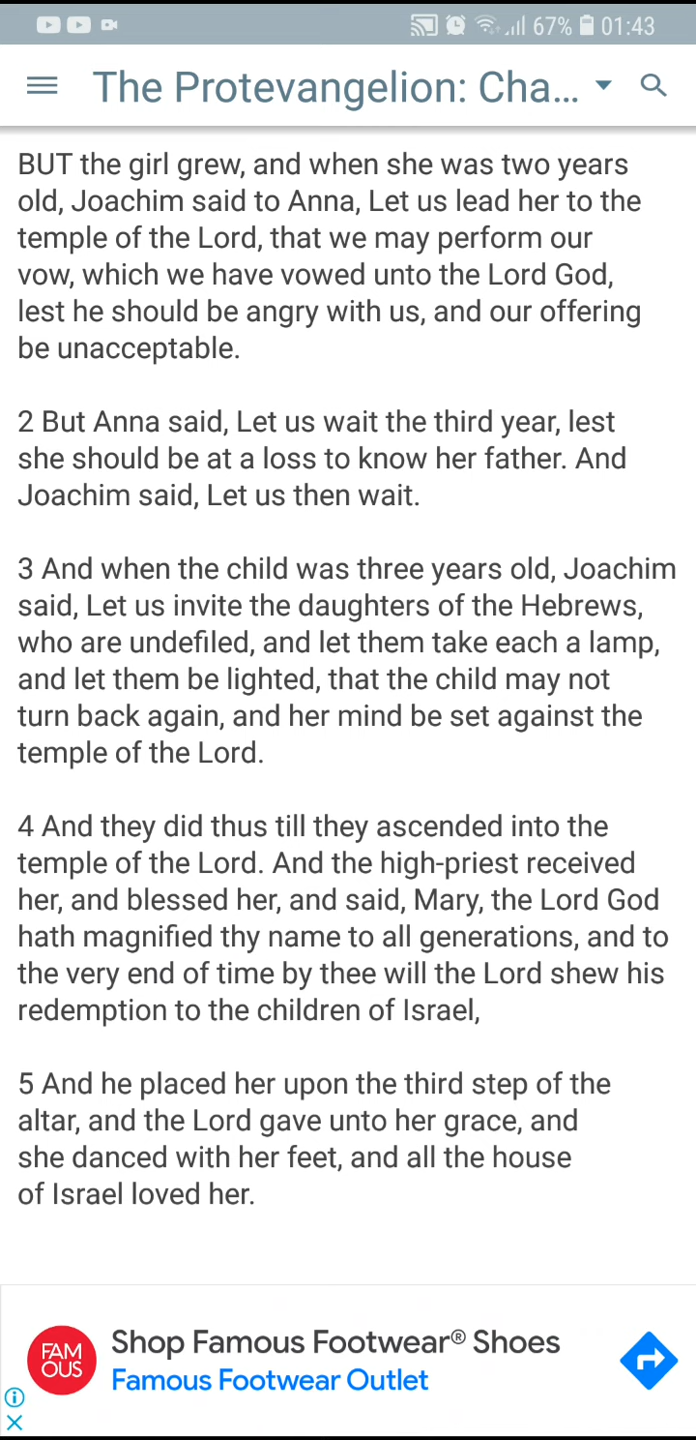 67% 01:43
The Protevangelion: Cha...
BUT the girl grew, and when she was two years
old, Joachim said to Anna, Let us lead her to the
temple of the Lord, that we may perform our
vow, which we have vowed unto the Lord God,
lest he should be angry with us, and our offering
be unacceptable.
2 But Anna said, Let us wait the third year, lest
she should be at a loss to know her father. And
Joachim said, Let us then wait.
3 And when the child was three years old, Joachim
said, Let us invite the daughters of the Hebrews,
who are undefiled, and let them take each a lamp,
and let them be lighted, that the child may not
turn back again, and her mind be set against the
temple of the Lord.
4 And they did thus till they ascended into the
temple of the Lord. And the high-priest received
her, and blessed her, and said, Mary, the Lord God
hath magnified thy name to all generations, and to
the very end of time by thee will the Lord shew his
redemption to the children of Israel,
5 And he placed her upon the third step of the
altar, and the Lord gave unto her grace, and
she danced with her feet, and all the house
of Israel loved her.
FAM
OUS
Shop Famous Footwear® Shoes
Famous Footwear Outlet